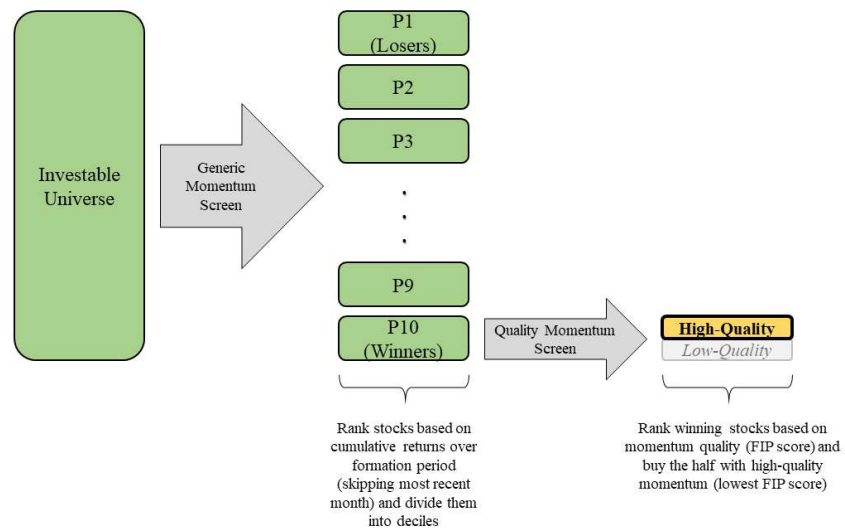 Investable
Universe
Generic
Momentum
Screen
P1
(Losers)
P2
P3
.
.
.
P9
P10
(Winners)
Quality Momentum
Screen
High-Quality
Low-Quality
Rank stocks based on
cumulative returns over
formation period
(skipping most recent
month) and divide them
into deciles
Rank winning stocks based on
momentum quality (FIP score) and
buy the half with high-quality
momentum (lowest FIP score)